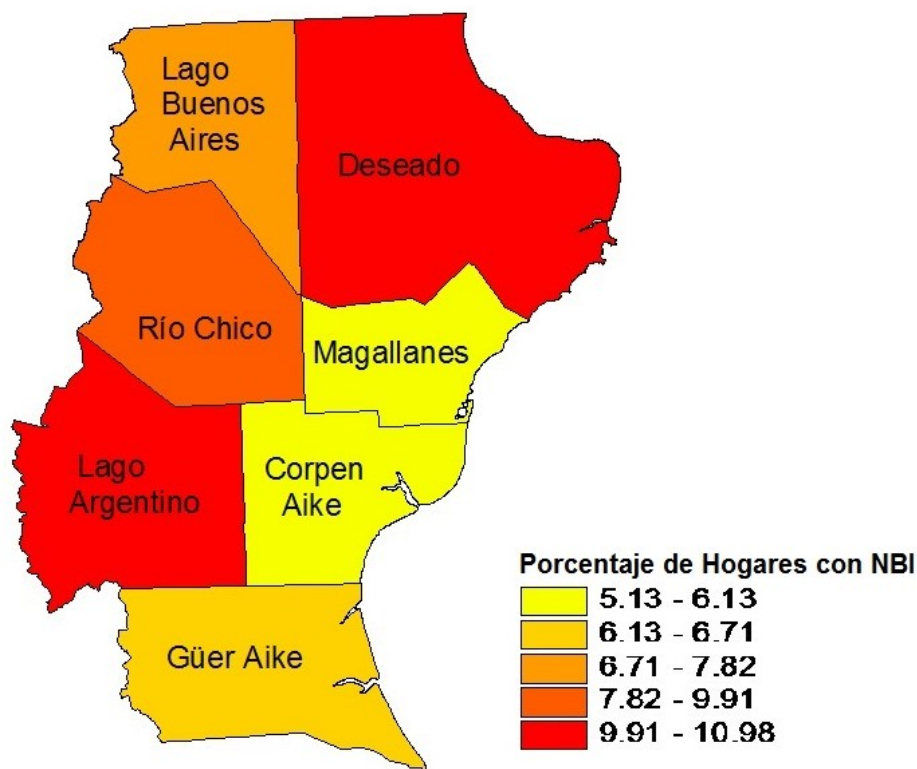 Lago
Buenos
Aires
Deseado
Río Chico
Magallanes
Lago
Argentino
Corpen
Aike
Güer Aike
Porcentaje de Hogares con NBI
5.13 - 6.13
6.13 - 6.71
6.71 - 7.82
7.82 - 9.91
9.91 - 10.98